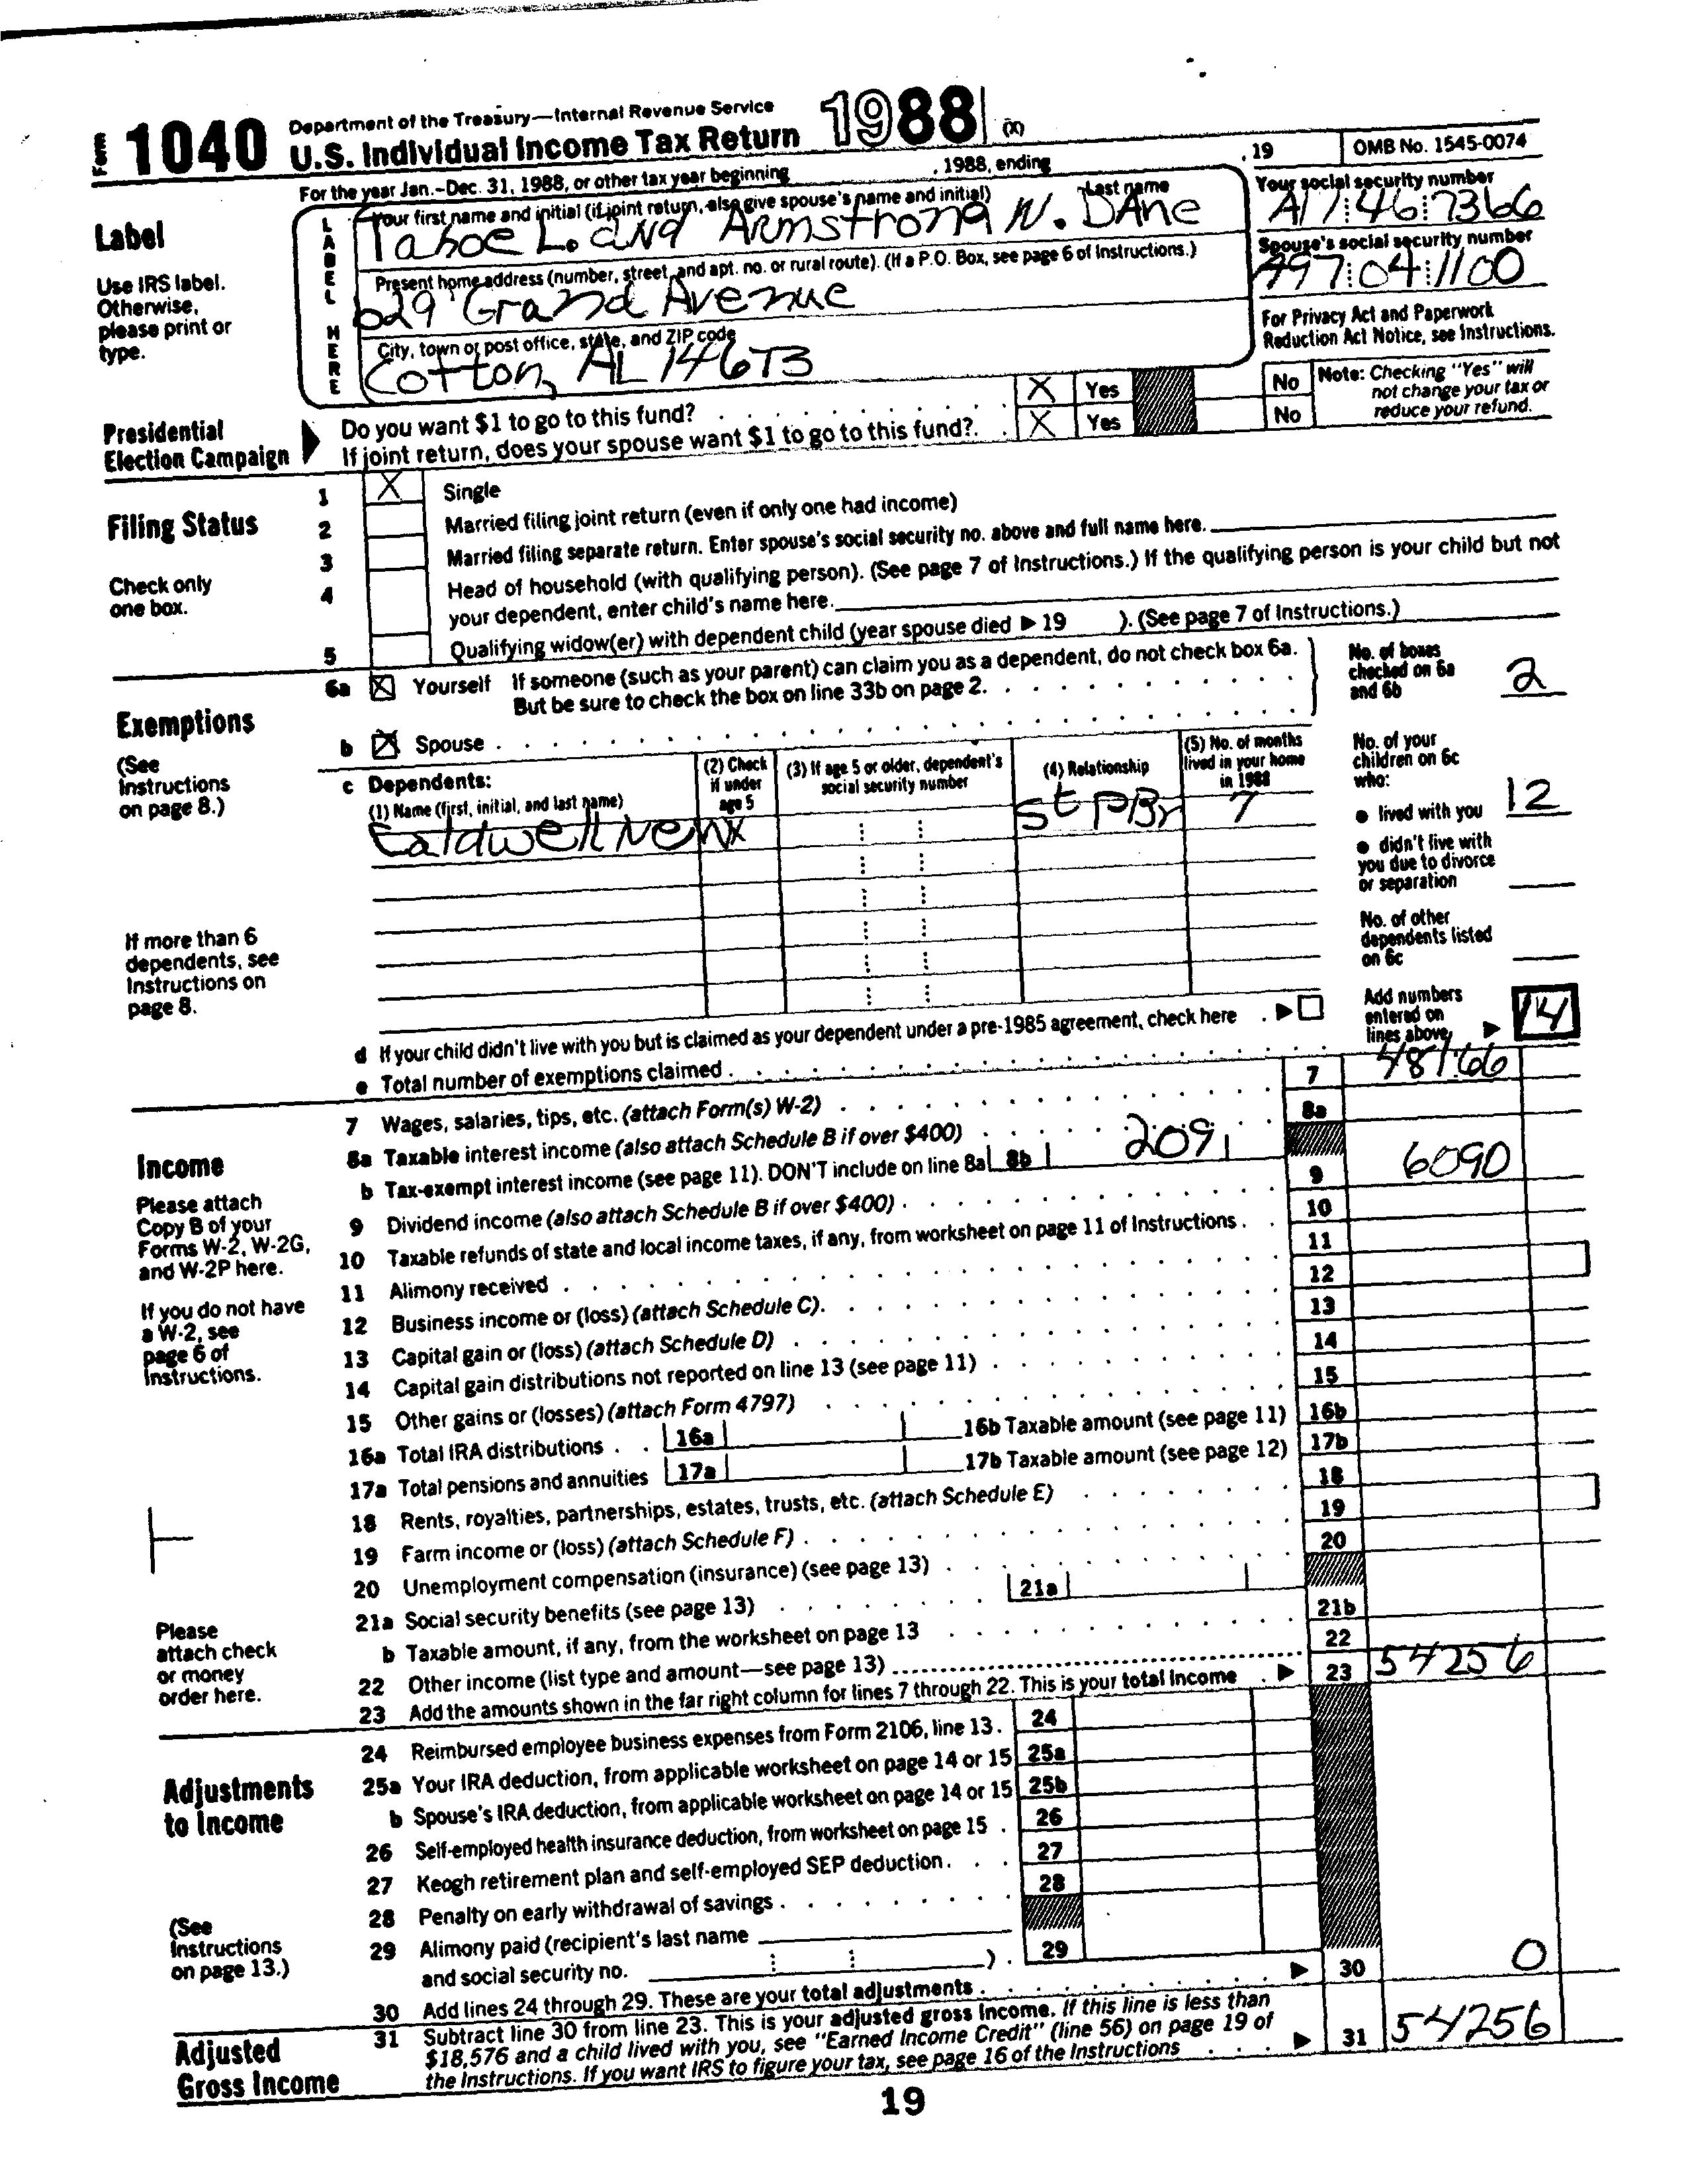 Form 1040 Department of the Treasury—Internal Revenue Service
U.S. Individual Income Tax Return 1988 (X)
For the year Jan.–Dec. 31, 1988, or other tax year beginning , 1988, ending , 19 OMB No. 1545-0074
Label
Use IRS label.
Otherwise,
please print or
type.
LABEL HERE
Your first name and initial (if joint return, also give spouse's name and initial) Last name
Tahoe L. and Armstrong N. DAne
Your social security number
A17:46:7366
Present home address (number, street, and apt. no. or rural route). (If a P.O. Box, see page 6 of Instructions.)
629 Grand Avenue
Spouse's social security number
A97:04:1100
City, town or post office, state, and ZIP code
Cotton, AL 146T3
For Privacy Act and Paperwork
Reduction Act Notice, see Instructions.
Presidential
Election Campaign
Do you want $1 to go to this fund? X Yes No
If joint return, does your spouse want $1 to go to this fund? X Yes No
Note: Checking "Yes" will
not change your tax or
reduce your refund.
Filing Status
Check only
one box.
1 X Single
2 Married filing joint return (even if only one had income)
3 Married filing separate return. Enter spouse's social security no. above and full name here.
4 Head of household (with qualifying person). (See page 7 of Instructions.) If the qualifying person is your child but not
your dependent, enter child's name here.
5 Qualifying widow(er) with dependent child (year spouse died ▶ 19 ). (See page 7 of Instructions.)
Exemptions
(See
Instructions
on page 8.)
6a X Yourself If someone (such as your parent) can claim you as a dependent, do not check box 6a.
But be sure to check the box on line 33b on page 2.
b X Spouse
No. of boxes
checked on 6a
and 6b 2
c Dependents:
(1) Name (first, initial, and last name)
(2) Check
if under
age 5
(3) If age 5 or older, dependent's
social security number
(4) Relationship
(5) No. of months
lived in your home
in 1988
Caldwell New X StPBr 7
No. of your
children on 6c
who:
● lived with you 12
● didn't live with
you due to divorce
or separation
No. of other
dependents listed
on 6c
If more than 6
dependents, see
Instructions on
page 8.
d If your child didn't live with you but is claimed as your dependent under a pre-1985 agreement, check here ▶
e Total number of exemptions claimed
Add numbers
entered on
lines above ▶ 14
Income
Please attach
Copy B of your
Forms W-2, W-2G,
and W-2P here.
If you do not have
a W-2, see
page 6 of
Instructions.
Please
attach check
or money
order here.
7 Wages, salaries, tips, etc. (attach Form(s) W-2) 7 48166
8a Taxable interest income (also attach Schedule B if over $400) 8a
b Tax-exempt interest income (see page 11). DON'T include on line 8a 8b 2091
9 Dividend income (also attach Schedule B if over $400) 9 6090
10 Taxable refunds of state and local income taxes, if any, from worksheet on page 11 of Instructions 10
11 Alimony received 11
12 Business income or (loss) (attach Schedule C) 12
13 Capital gain or (loss) (attach Schedule D) 13
14 Capital gain distributions not reported on line 13 (see page 11) 14
15 Other gains or (losses) (attach Form 4797) 15
16a Total IRA distributions 16a 16b Taxable amount (see page 11) 16b
17a Total pensions and annuities 17a 17b Taxable amount (see page 12) 17b
18 Rents, royalties, partnerships, estates, trusts, etc. (attach Schedule E) 18
19 Farm income or (loss) (attach Schedule F) 19
20 Unemployment compensation (insurance) (see page 13) 20
21a Social security benefits (see page 13) 21a
b Taxable amount, if any, from the worksheet on page 13 21b
22 Other income (list type and amount—see page 13) 22
23 Add the amounts shown in the far right column for lines 7 through 22. This is your total income ▶ 23 54256
Adjustments
to Income
(See
Instructions
on page 13.)
24 Reimbursed employee business expenses from Form 2106, line 13. 24
25a Your IRA deduction, from applicable worksheet on page 14 or 15 25a
b Spouse's IRA deduction, from applicable worksheet on page 14 or 15 25b
26 Self-employed health insurance deduction, from worksheet on page 15 26
27 Keogh retirement plan and self-employed SEP deduction 27
28 Penalty on early withdrawal of savings 28
29 Alimony paid (recipient's last name
and social security no. ) 29
30 Add lines 24 through 29. These are your total adjustments ▶ 30 0
Adjusted
Gross Income
31 Subtract line 30 from line 23. This is your adjusted gross income. If this line is less than
$18,576 and a child lived with you, see "Earned Income Credit" (line 56) on page 19 of
the Instructions. If you want IRS to figure your tax, see page 16 of the Instructions ▶ 31 54256
19